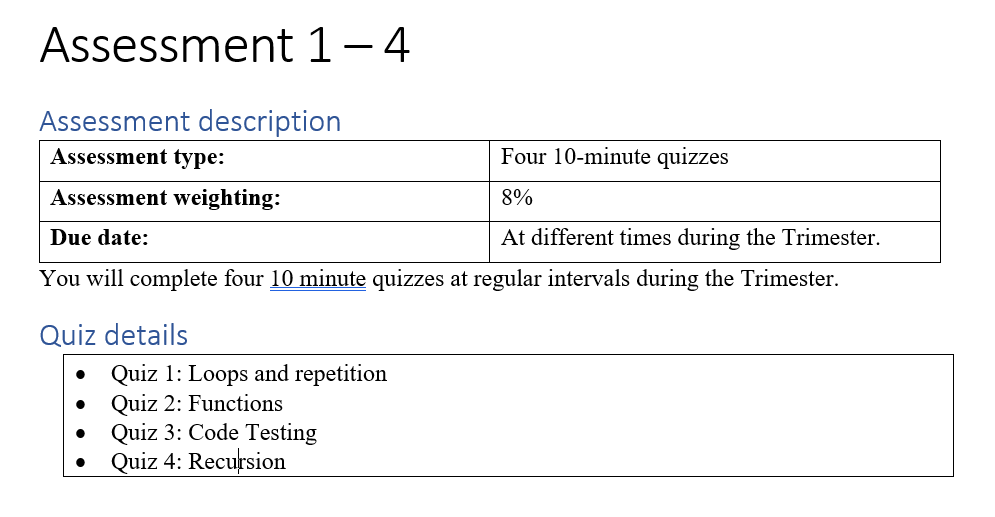 Assessment 1 – 4
Assessment description
Assessment type: Four 10-minute quizzes
Assessment weighting: 8%
Due date: At different times during the Trimester.
You will complete four 10 minute quizzes at regular intervals during the Trimester.
Quiz details
• Quiz 1: Loops and repetition
• Quiz 2: Functions
• Quiz 3: Code Testing
• Quiz 4: Recursion